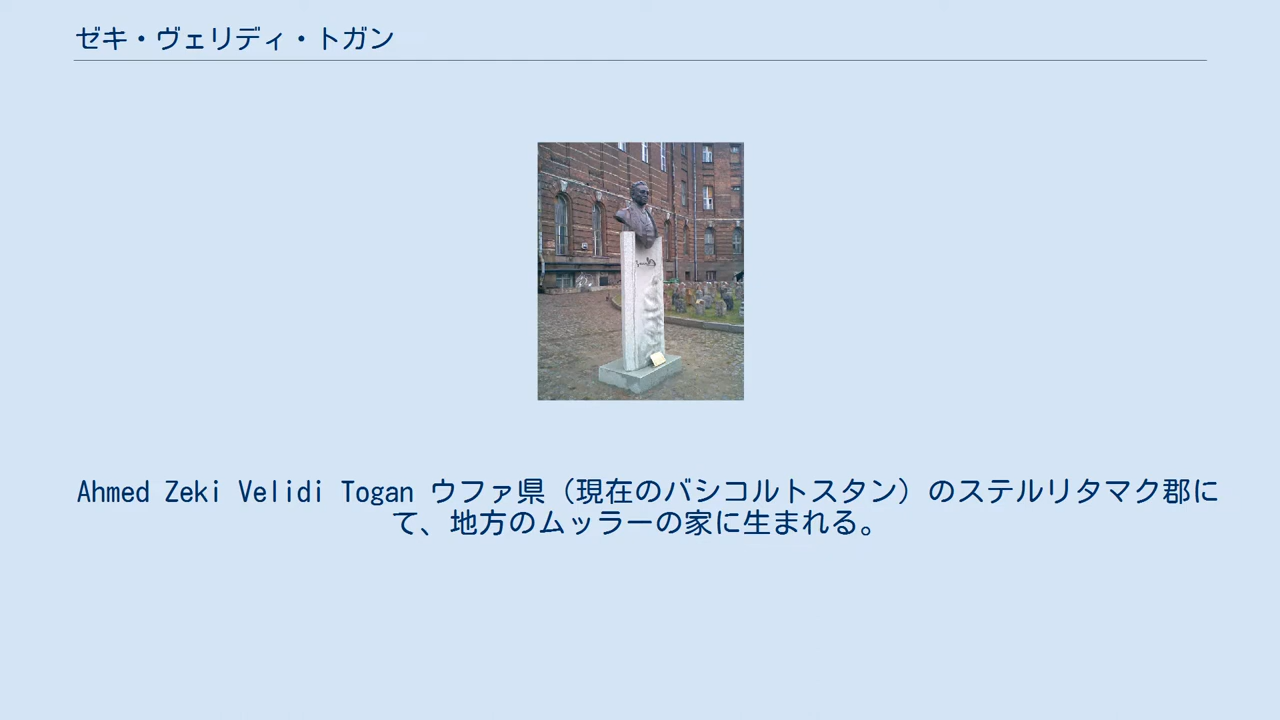 ゼキ・ヴェリディ・トガン
Ahmed Zeki Velidi Togan ウファ県（現在のバシコルトスタン）のステルリタマク郡に
て、地方のムッラーの家に生まれる。